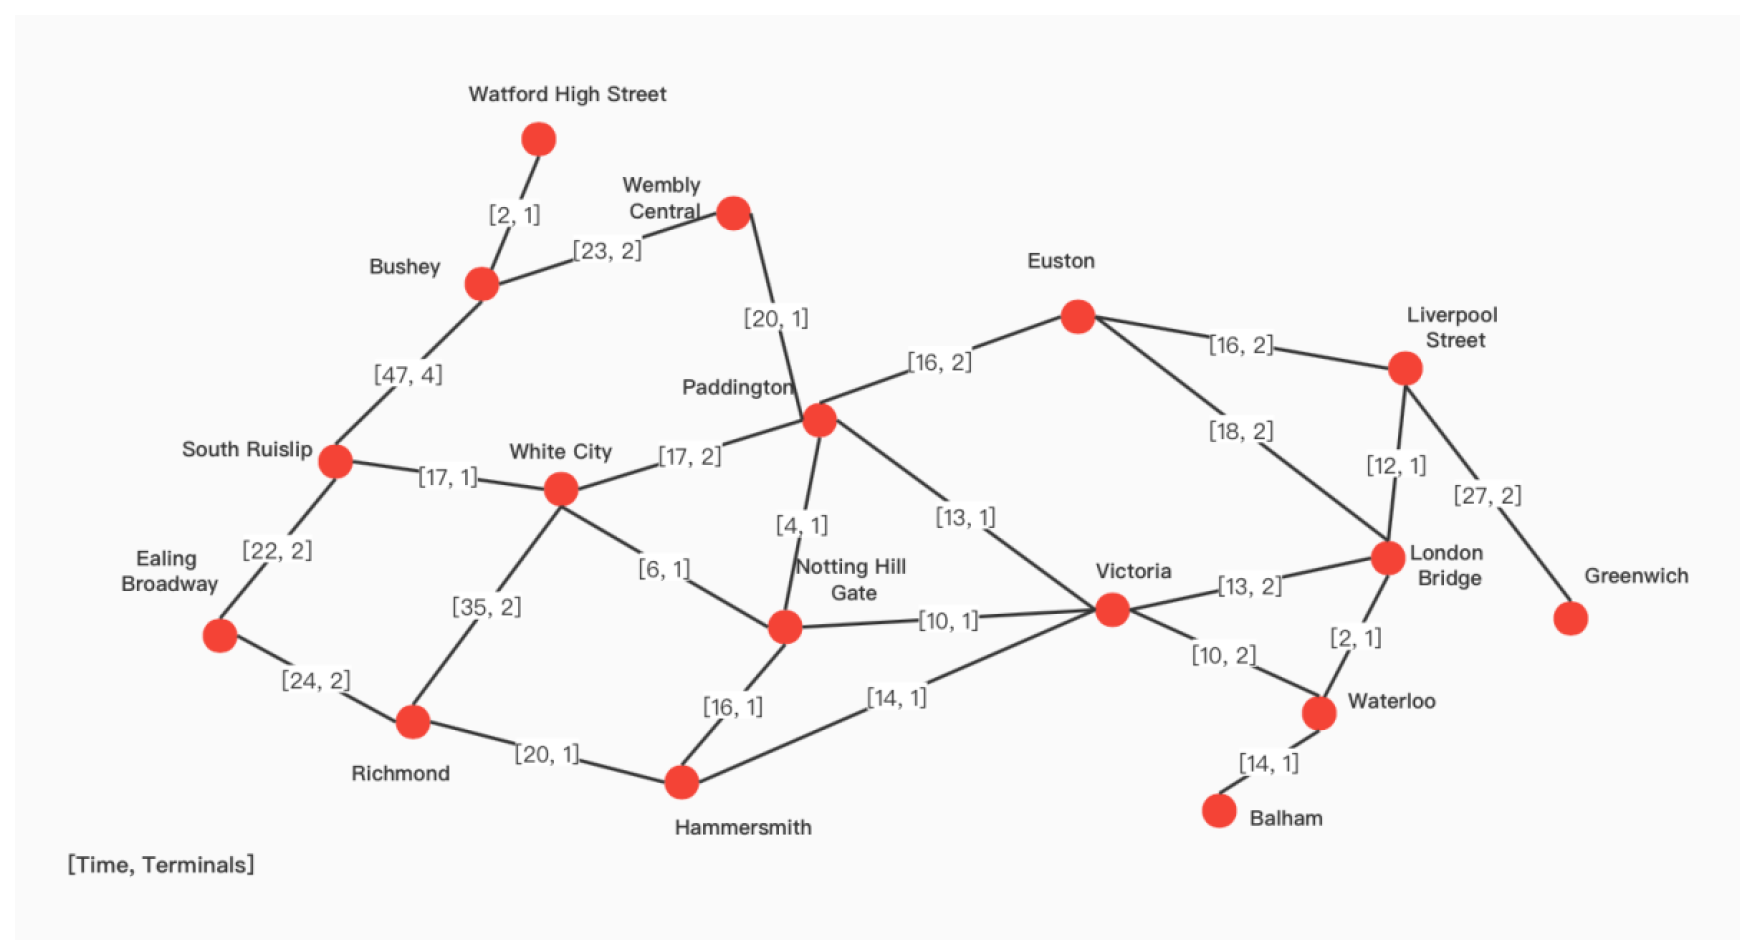 Watford High Street
Wembly
Central
[2, 1]
[23, 2]
Bushey
Euston
[20, 1]
Liverpool
Street
[16, 2]
[16, 2]
[47, 4]
Paddington
[18, 2]
South Ruislip
White City
[17, 2]
[17, 1]
[12, 1]
[27, 2]
[4, 1]
[13, 1]
[22, 2]
Ealing
Broadway
[6, 1]
Notting Hill
Gate
Victoria
London
Bridge
Greenwich
[13, 2]
[35, 2]
[10, 1]
[2, 1]
[10, 2]
[24, 2]
[16, 1]
[14, 1]
Waterloo
[20, 1]
Richmond
[14, 1]
Hammersmith
Balham
[Time, Terminals]